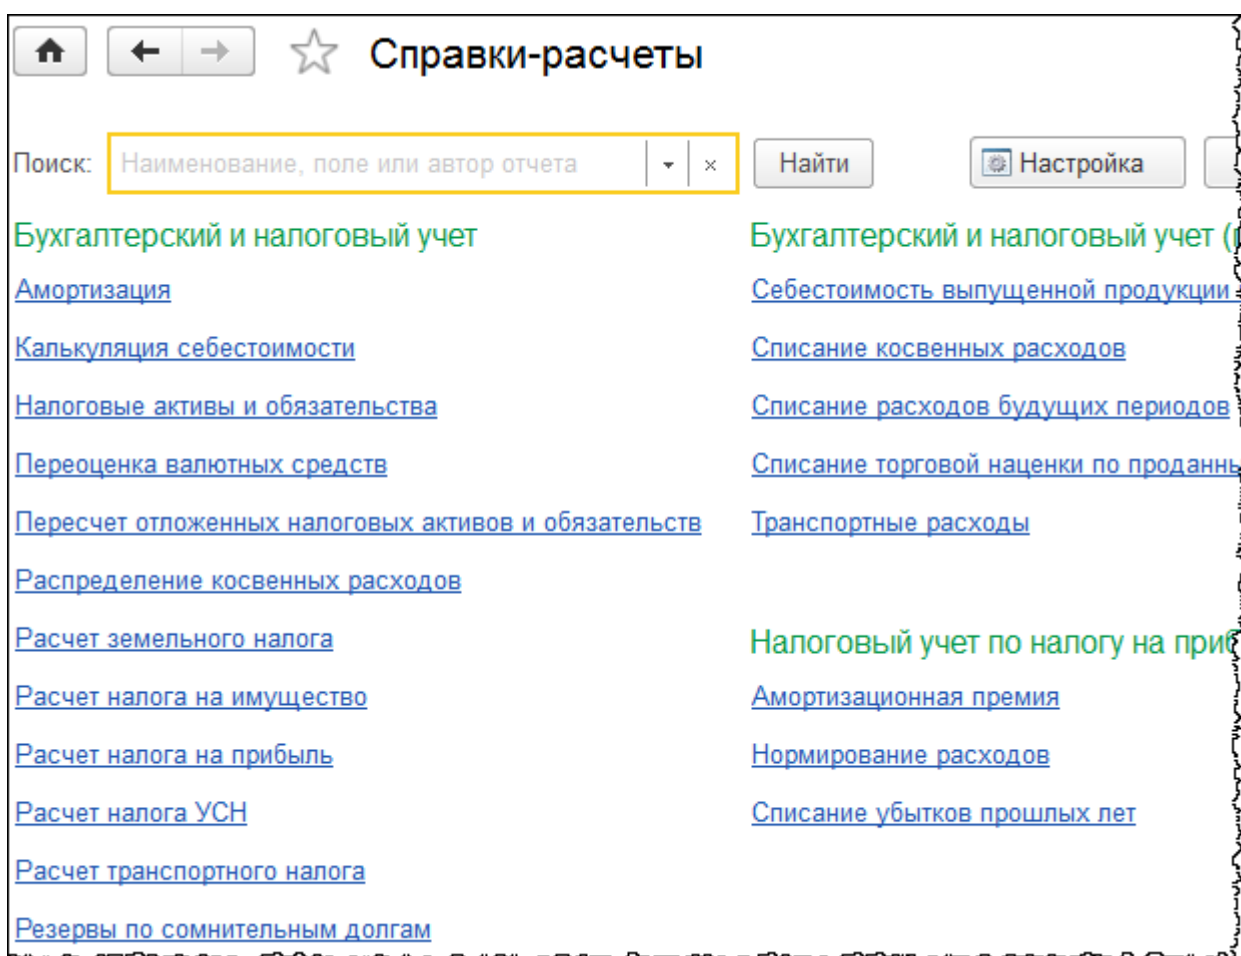 Справки-расчеты
Поиск: Наименование, поле или автор отчета Найти Настройка
Бухгалтерский и налоговый учет
Амортизация
Калькуляция себестоимости
Налоговые активы и обязательства
Переоценка валютных средств
Пересчет отложенных налоговых активов и обязательств
Распределение косвенных расходов
Расчет земельного налога
Расчет налога на имущество
Расчет налога на прибыль
Расчет налога УСН
Расчет транспортного налога
Резервы по сомнительным долгам
Бухгалтерский и налоговый учет
Себестоимость выпущенной продукции
Списание косвенных расходов
Списание расходов будущих периодов
Списание торговой наценки по
Транспортные расходы
Налоговый учет по налогу на
Амортизационная премия
Нормирование расходов
Списание убытков прошлых лет